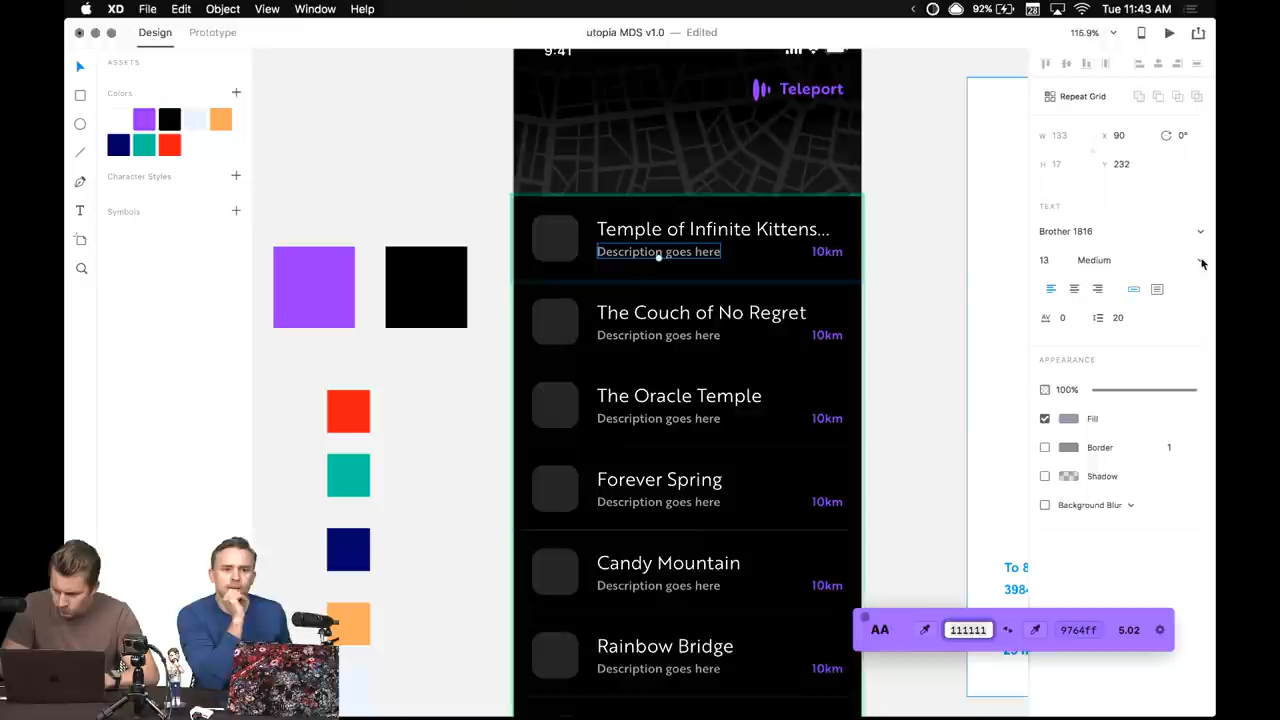 XD File Edit Object View Window Help 92% 28 Tue 11:43 AM
Design Prototype utopia MDS v1.0 — Edited 115.9%
ASSETS
Colors
Character Styles
Symbols
9:41
Teleport
Temple of Infinite Kittens...
Description goes here 10km
The Couch of No Regret
Description goes here 10km
The Oracle Temple
Description goes here 10km
Forever Spring
Description goes here 10km
Candy Mountain
Description goes here 10km
Rainbow Bridge
Description goes here 10km
To 8
3984
Repeat Grid
W 133 X 90 0°
H 17 Y 232
TEXT
Brother 1816
13 Medium
AV 0 20
APPEARANCE
100%
Fill
Border 1
Shadow
Background Blur
AA 111111 9764ff 5.02